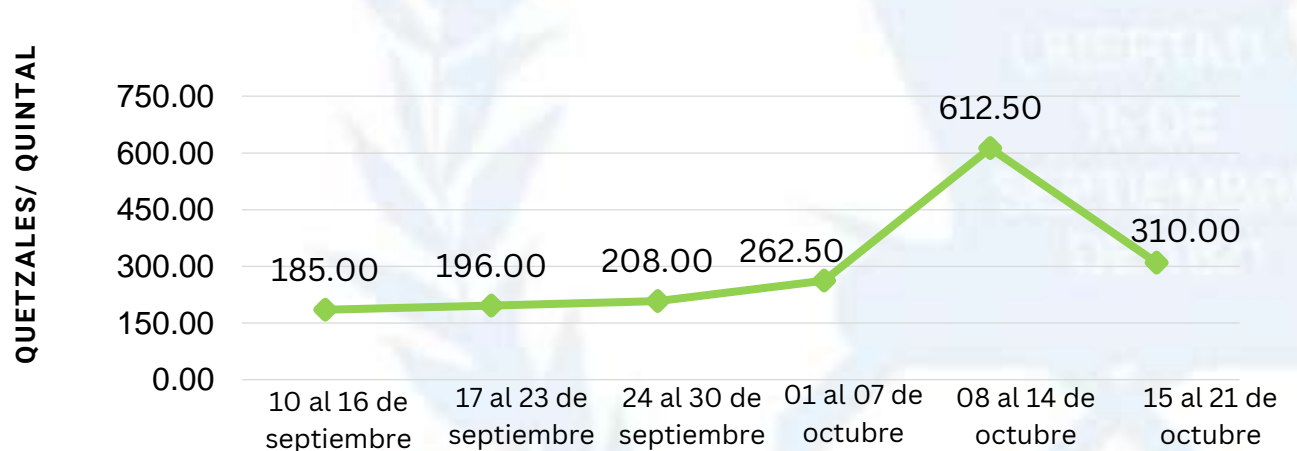 QUETZALES/ QUINTAL
750.00
600.00
450.00
300.00
150.00
0.00
185.00
196.00
208.00
262.50
612.50
310.00
10 al 16 de
septiembre
17 al 23 de
septiembre
24 al 30 de
septiembre
01 al 07 de
octubre
08 al 14 de
octubre
15 al 21 de
octubre